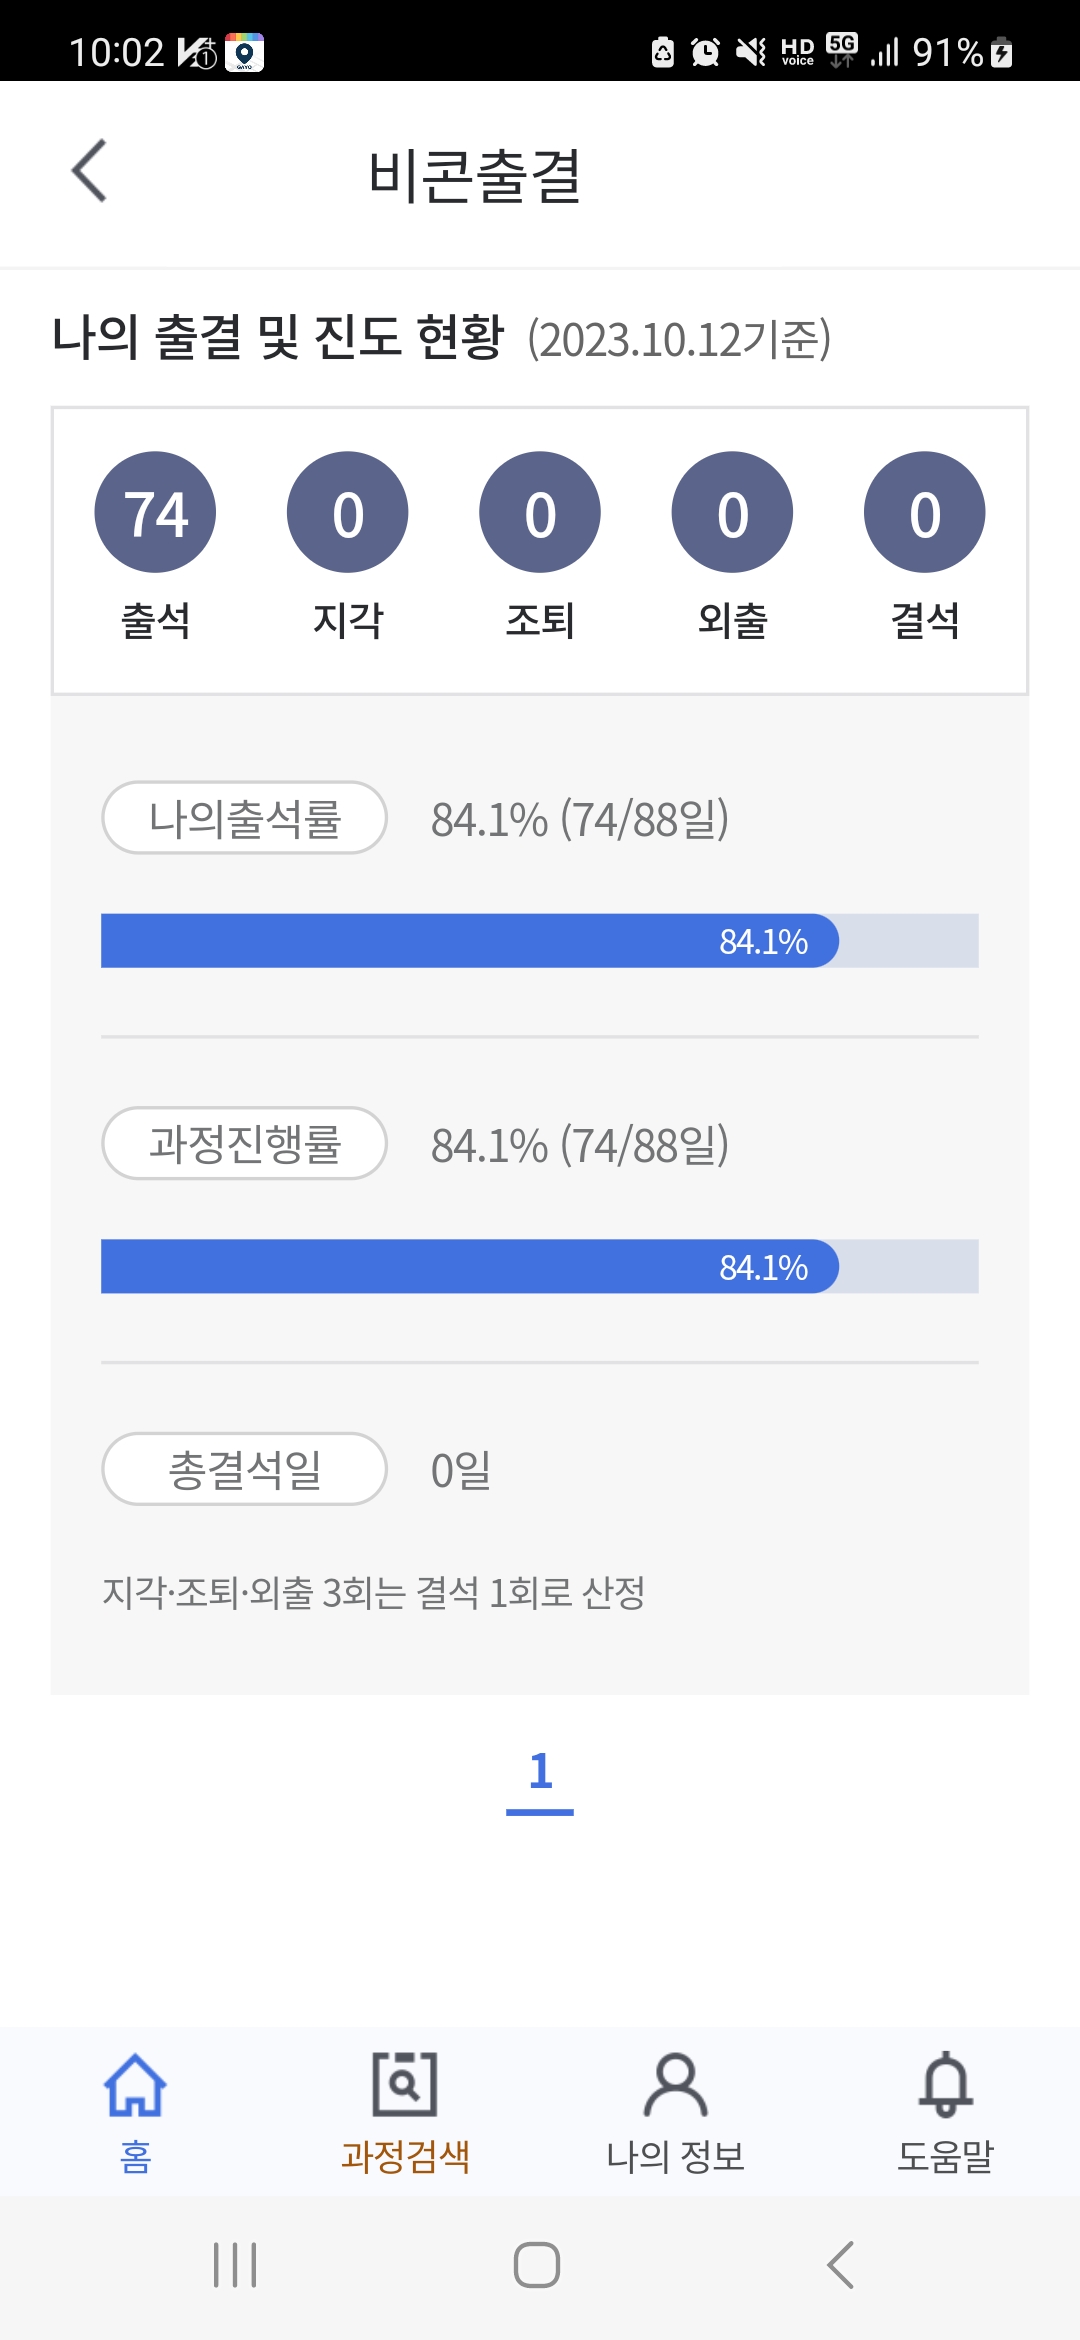 10:02 HD voice 5G 91%
비콘출결
나의 출결 및 진도 현황 (2023.10.12기준)
74 0 0 0 0
출석 지각 조퇴 외출 결석
나의출석률 84.1% (74/88일)
84.1%
과정진행률 84.1% (74/88일)
84.1%
총결석일 0일
지각·조퇴·외출 3회는 결석 1회로 산정
1
홈 과정검색 나의 정보 도움말